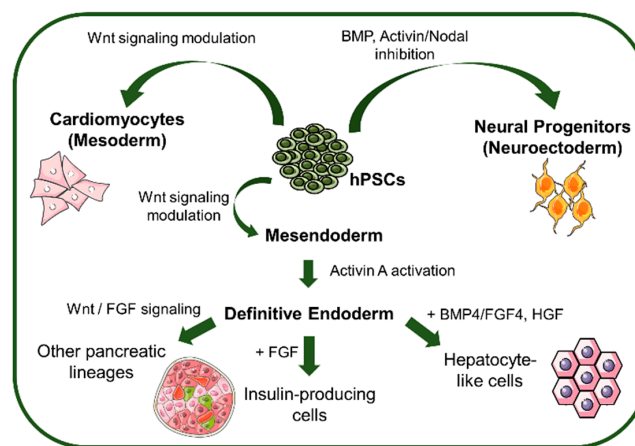 Wnt signaling modulation
BMP, Activin/Nodal
inhibition
Cardiomyocytes
(Mesoderm)
Neural Progenitors
(Neuroectoderm)
hPSCs
Wnt signaling
modulation
Mesendoderm
Activin A activation
Wnt / FGF signaling
Definitive Endoderm
+ BMP4/FGF4, HGF
Other pancreatic
lineages
+ FGF
Insulin-producing
cells
Hepatocyte-
like cells